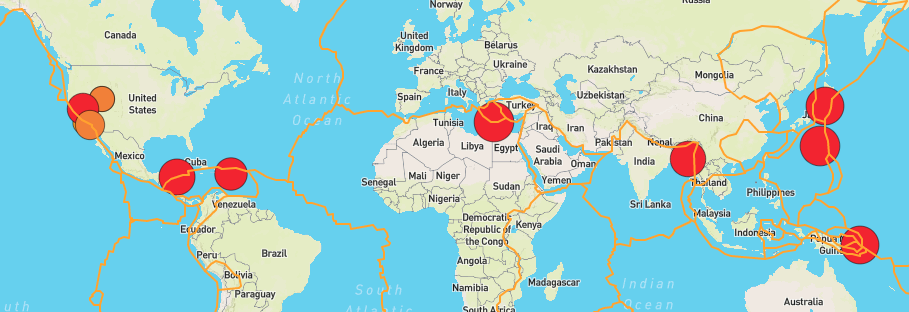 Norway
Russia
Canada
United
Kingdom
Belarus
Ukraine
France
Kazakhstan
Mongolia
North
Atlantic
Ocean
Spain
Italy
Turkey
Uzbekistan
United
States
China
Tunisia
Iraq
Iran
Pakistan
Nepal
Algeria
Libya
Egypt
Saudi
Arabia
Oman
India
Mexico
Cuba
Mali
Niger
Senegal
Sudan
Yemen
Thailand
Philippines
Venezuela
Nigeria
Sri Lanka
Malaysia
Ecuador
Democratic
Republic of
the Congo
Kenya
Indonesia
Papua
Guin
Peru
Brazil
Angola
Bolivia
Madagascar
Namibia
Paraguay
South
Atlantic
Indian
Ocean
Australia
South Africa
uth